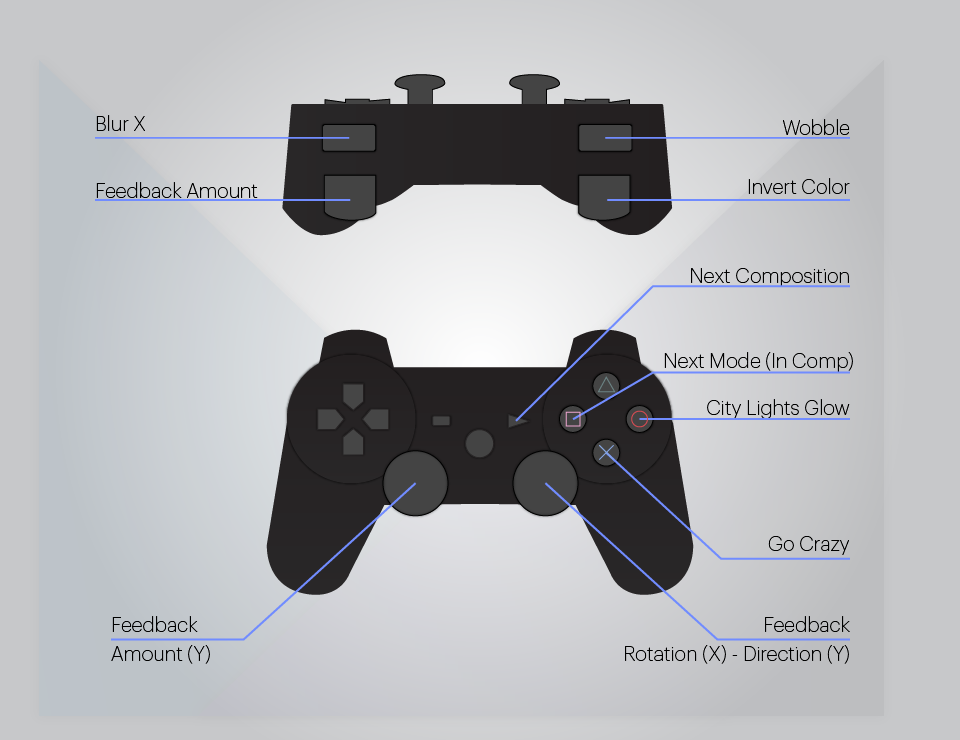 Blur X
Wobble
Feedback Amount
Invert Color
Next Composition
Next Mode (In Comp)
City Lights Glow
Go Crazy
Feedback
Amount (Y)
Feedback
Rotation (X) - Direction (Y)